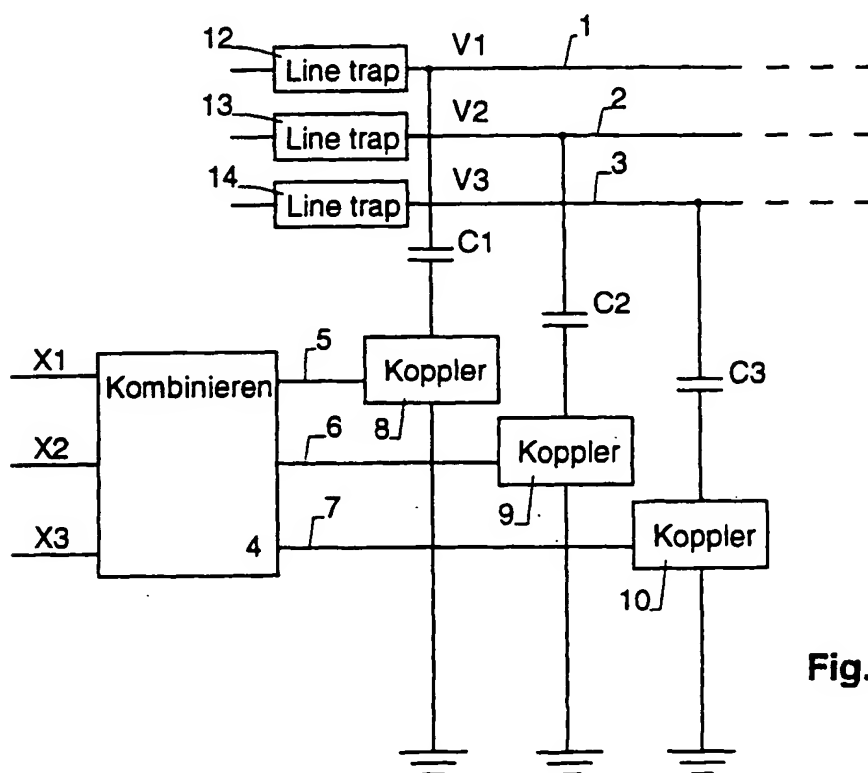 12 Line trap V1 1
13 Line trap V2 2
14 Line trap V3 3
C1
C2
C3
X1 Kombinieren 5 Koppler 8
X2 6 Koppler 9
X3 4 7 Koppler 10
Fig.